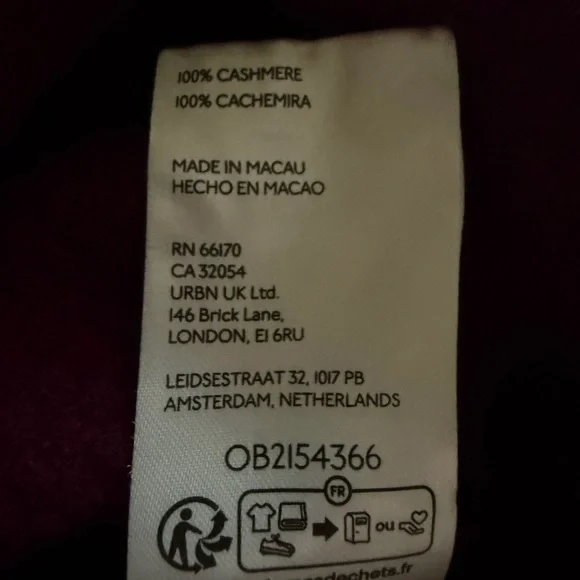 100% CASHMERE
100% CACHEMIRA
MADE IN MACAU
HECHO EN MACAO
RN 66170
CA 32054
URBN UK Ltd.
146 Brick Lane,
LONDON, E1 6RU
LEIDSESTRAAT 32, 1017 PB
AMSTERDAM, NETHERLANDS
OB2154366
FR
ou